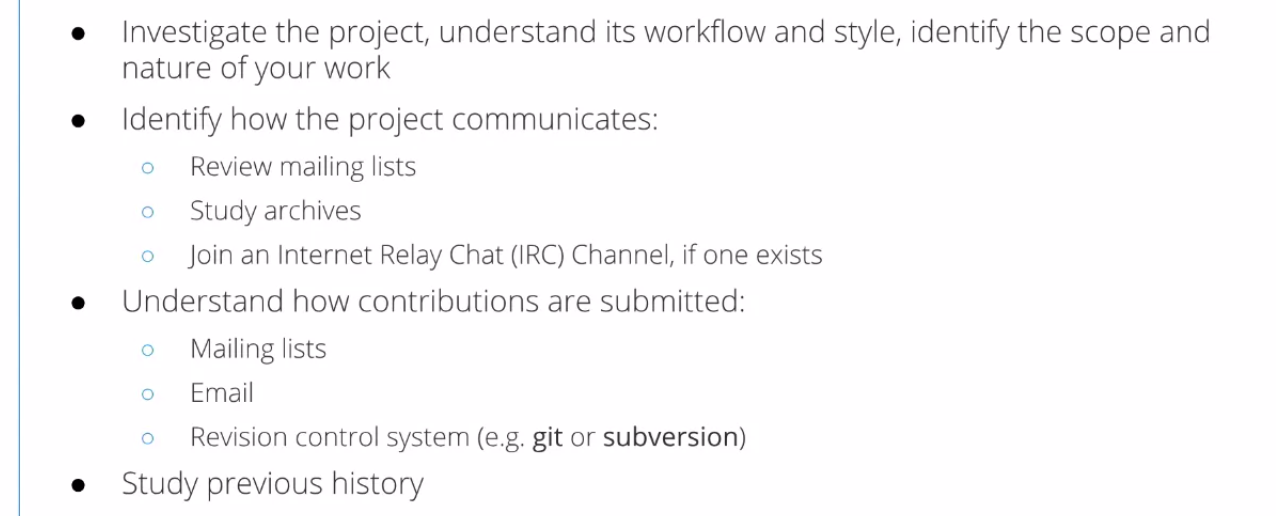 ● Investigate the project, understand its workflow and style, identify the scope and
nature of your work
● Identify how the project communicates:
○ Review mailing lists
○ Study archives
○ Join an Internet Relay Chat (IRC) Channel, if one exists
● Understand how contributions are submitted:
○ Mailing lists
○ Email
○ Revision control system (e.g. git or subversion)
● Study previous history